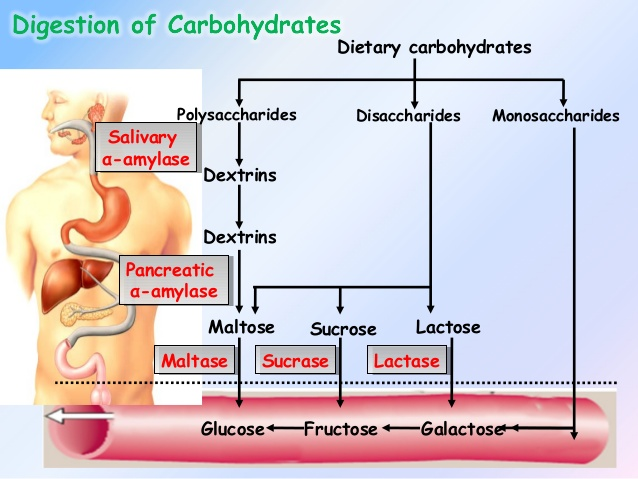 Digestion of Carbohydrates
Dietary carbohydrates
Polysaccharides
Disaccharides
Monosaccharides
Salivary
α-amylase
Dextrins
Dextrins
Pancreatic
α-amylase
Maltose
Sucrose
Lactose
Maltase
Sucrase
Lactase
Glucose
Fructose
Galactose